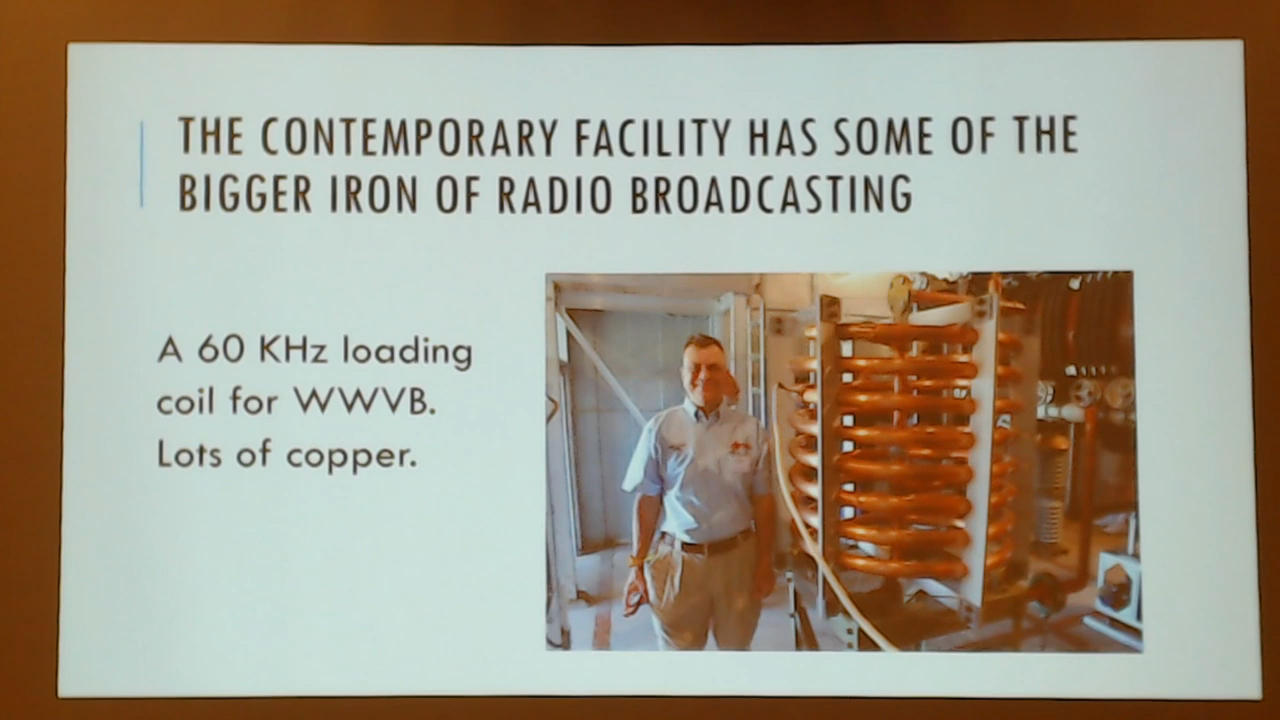 THE CONTEMPORARY FACILITY HAS SOME OF THE
BIGGER IRON OF RADIO BROADCASTING
A 60 KHz loading
coil for WWVB.
Lots of copper.